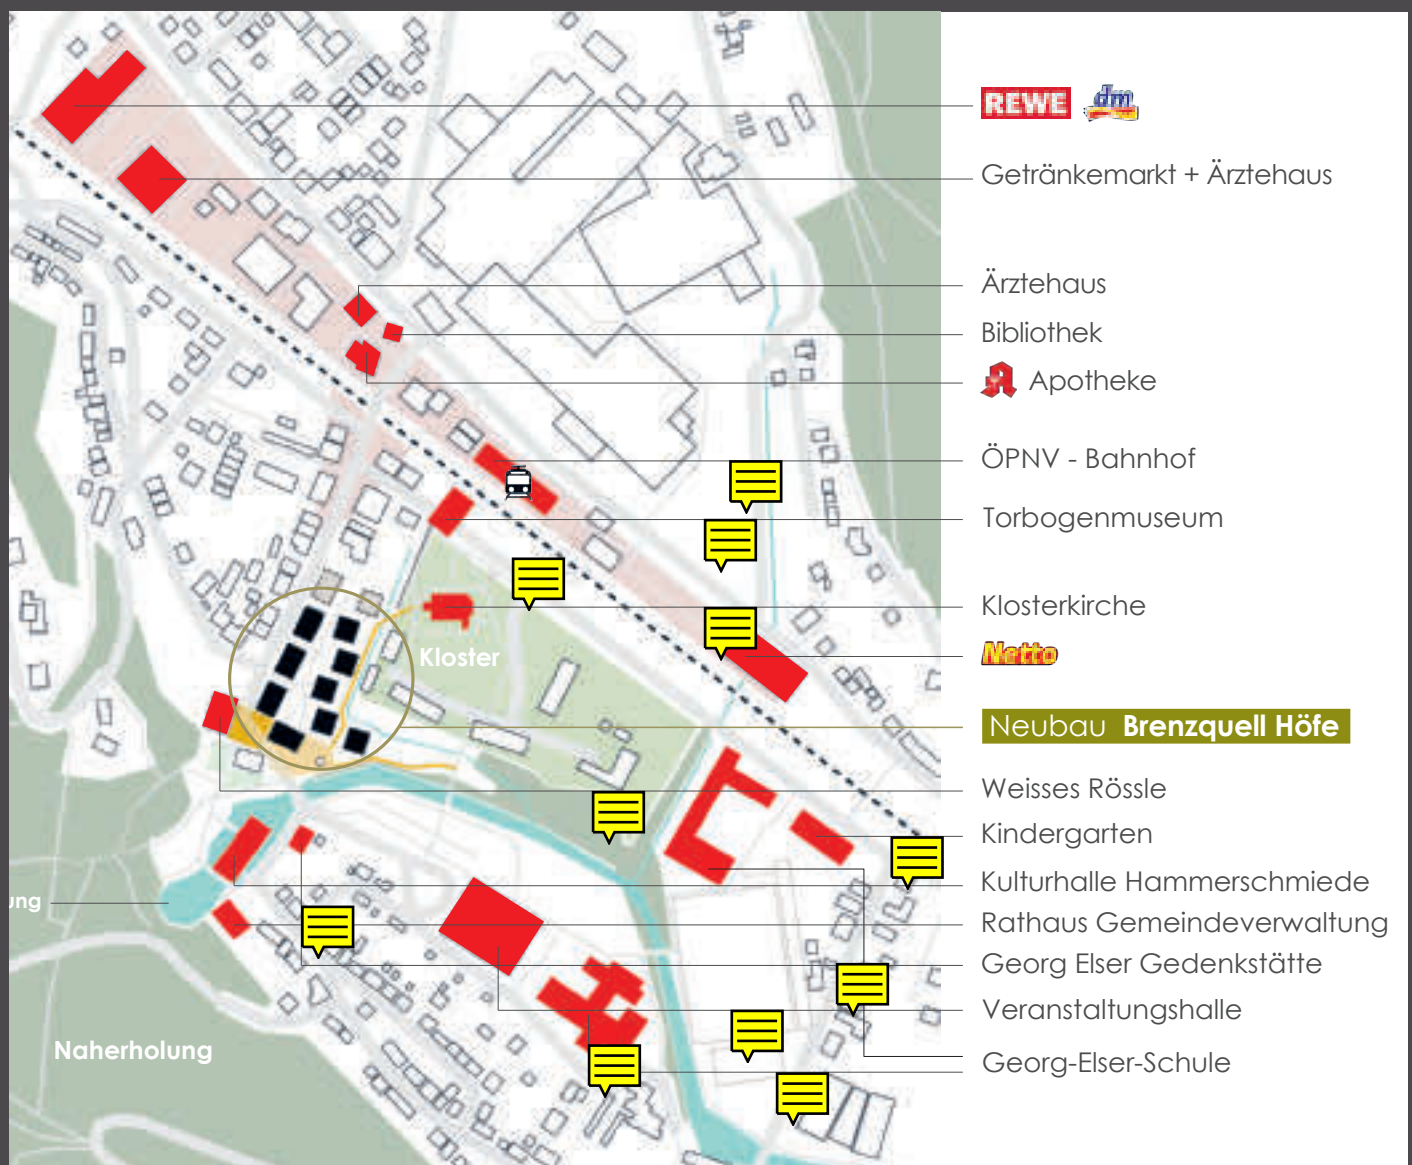 REWE dm
Getränkemarkt + Ärztehaus
Ärztehaus
Bibliothek
Apotheke
ÖPNV - Bahnhof
Torbogenmuseum
Klosterkirche
Kloster
Netto
Neubau Brenzquell Höfe
Weisses Rössle
Kindergarten
Kulturhalle Hammerschmiede
ung
Rathaus Gemeindeverwaltung
Georg Elser Gedenkstätte
Veranstaltungshalle
Naherholung
Georg-Elser-Schule